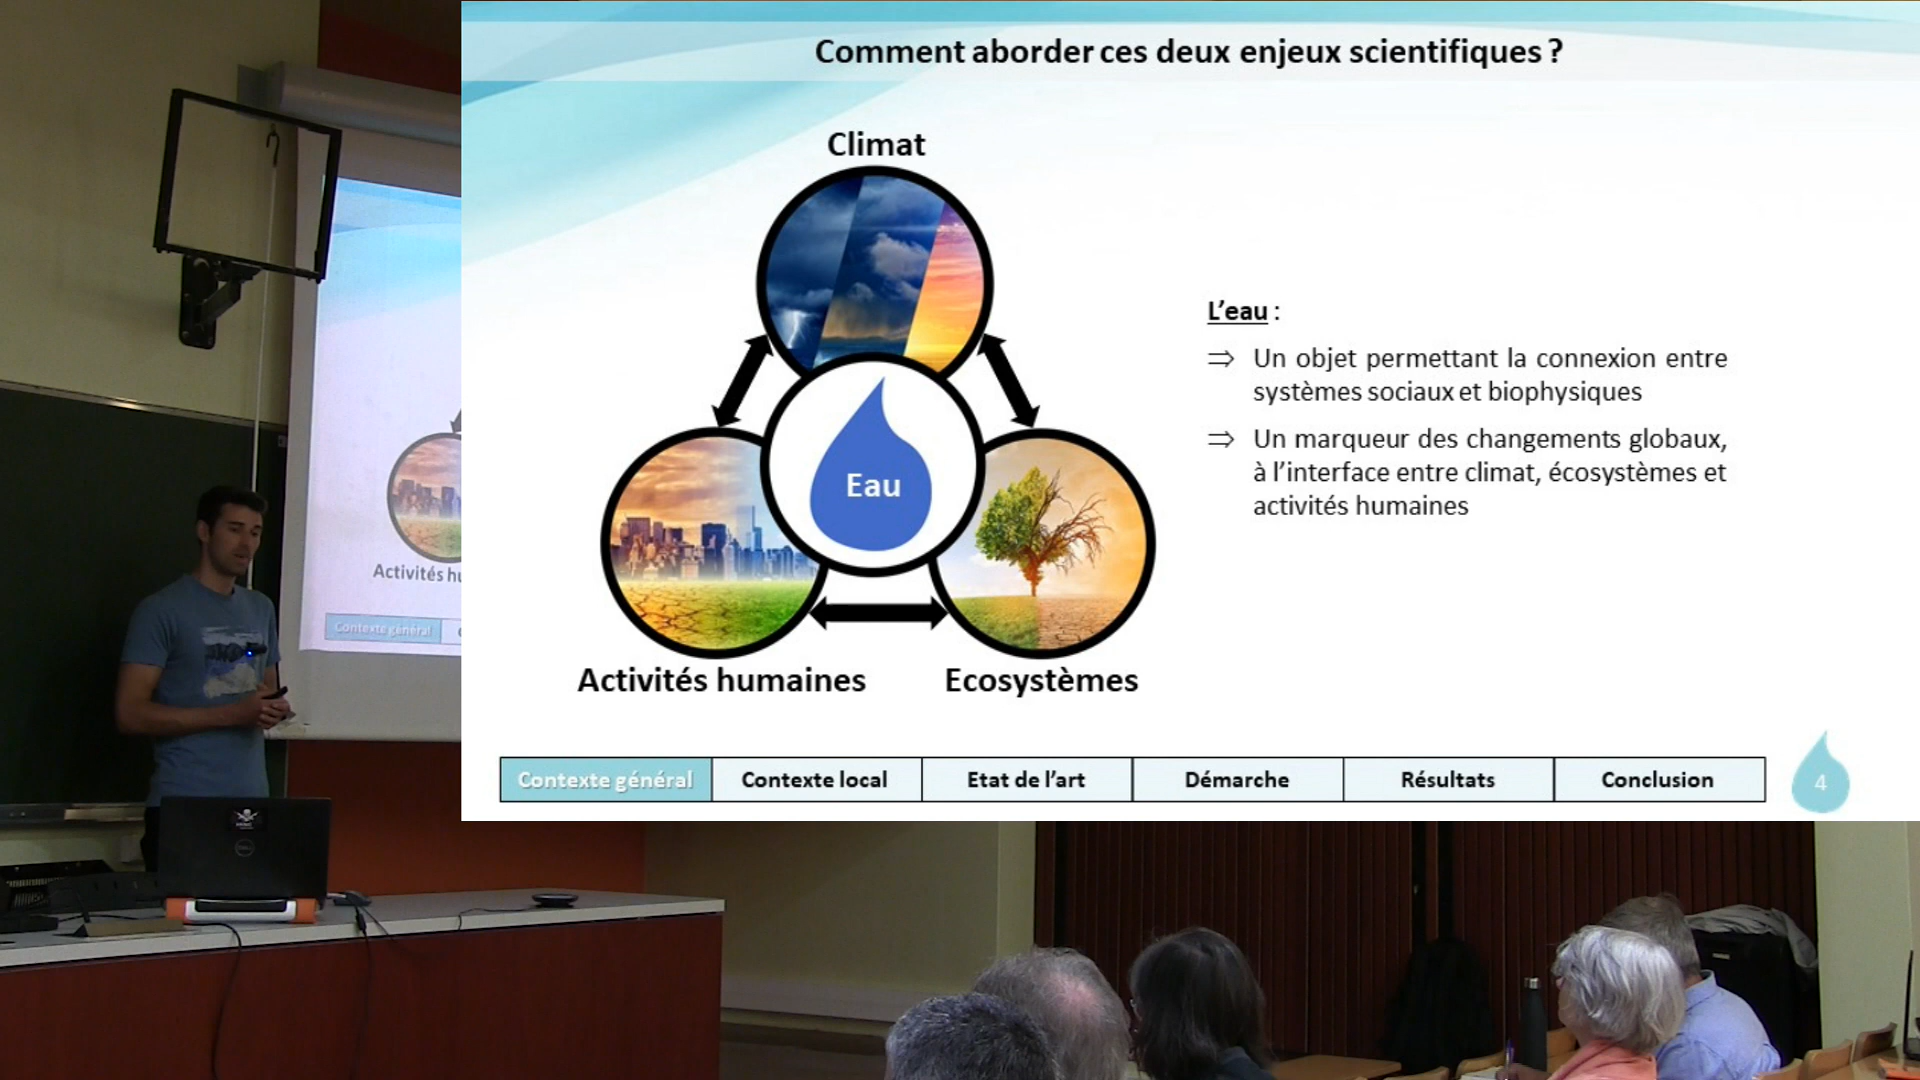 Comment aborder ces deux enjeux scientifiques ?
Climat
Eau
Activités humaines
Ecosystèmes
L’eau :
⇒ Un objet permettant la connexion entre
systèmes sociaux et biophysiques
⇒ Un marqueur des changements globaux,
à l’interface entre climat, écosystèmes et
activités humaines
Contexte général
Contexte local
Etat de l’art
Démarche
Résultats
Conclusion
4
Activités hu
Contexte général
DELL